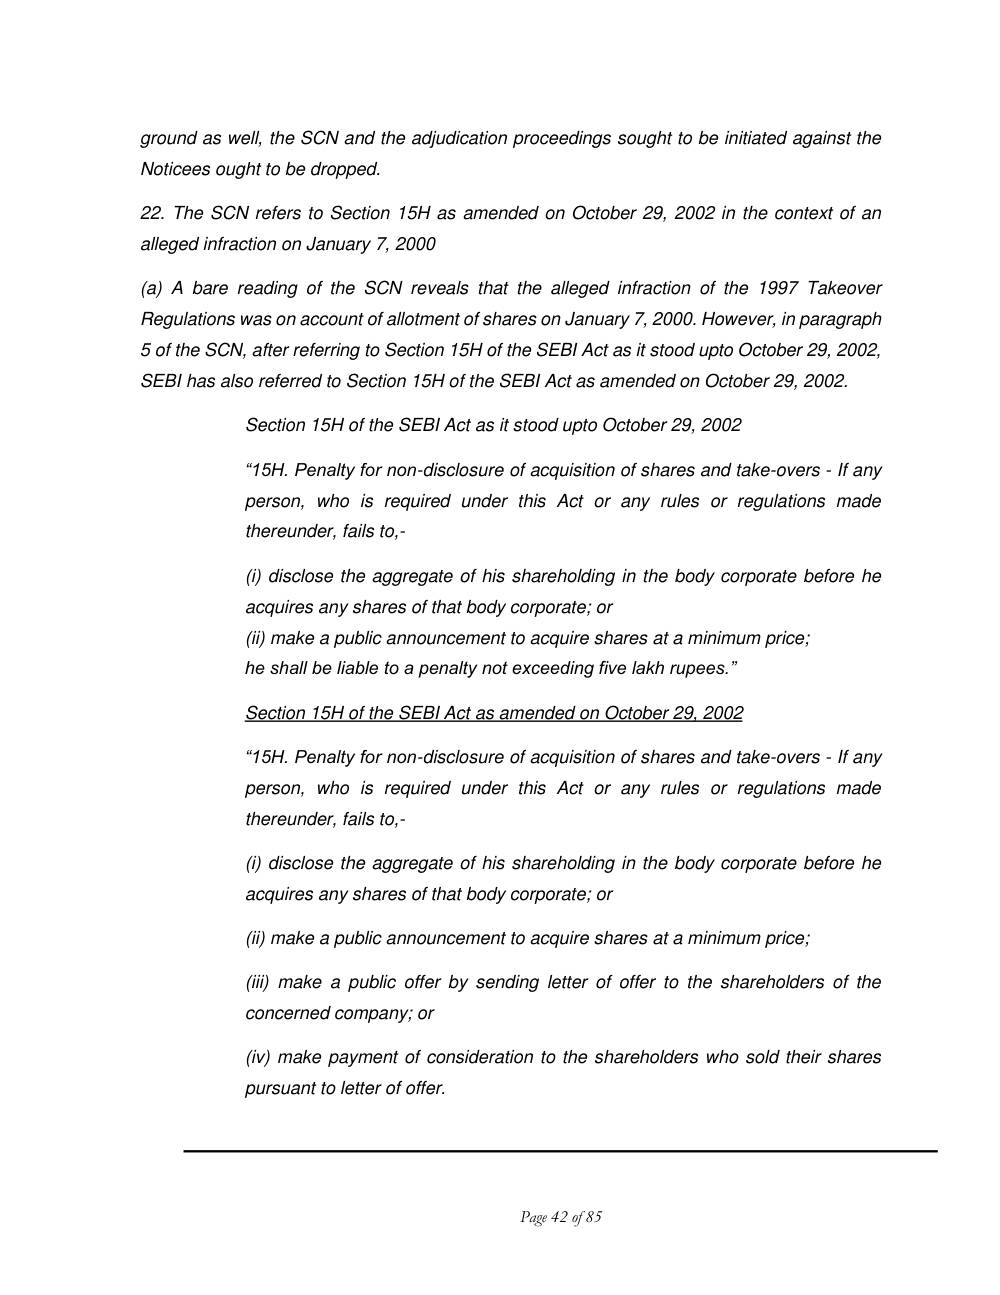 ground as well, the SCN and the adjudication proceedings sought to be initiated against the
Noticees ought to be dropped.
22. The SCN refers to Section 15H as amended on October 29, 2002 in the context of an
alleged infraction on January 7, 2000
(a) A bare reading of the SCN reveals that the alleged infraction of the 1997 Takeover
Regulations was on account of allotment of shares on January 7, 2000. However, in paragraph
5 of the SCN, after referring to Section 15H of the SEBI Act as it stood upto October 29, 2002,
SEBI has also referred to Section 15H of the SEBI Act as amended on October 29, 2002.
Section 15H of the SEBI Act as it stood upto October 29, 2002
“15H. Penalty for non-disclosure of acquisition of shares and take-overs - If any
person, who is required under this Act or any rules or regulations made
thereunder, fails to,-
(i) disclose the aggregate of his shareholding in the body corporate before he
acquires any shares of that body corporate; or
(ii) make a public announcement to acquire shares at a minimum price;
he shall be liable to a penalty not exceeding five lakh rupees.”
Section 15H of the SEBI Act as amended on October 29, 2002
“15H. Penalty for non-disclosure of acquisition of shares and take-overs - If any
person, who is required under this Act or any rules or regulations made
thereunder, fails to,-
(i) disclose the aggregate of his shareholding in the body corporate before he
acquires any shares of that body corporate; or
(ii) make a public announcement to acquire shares at a minimum price;
(iii) make a public offer by sending letter of offer to the shareholders of the
concerned company; or
(iv) make payment of consideration to the shareholders who sold their shares
pursuant to letter of offer.
Page 42 of 85